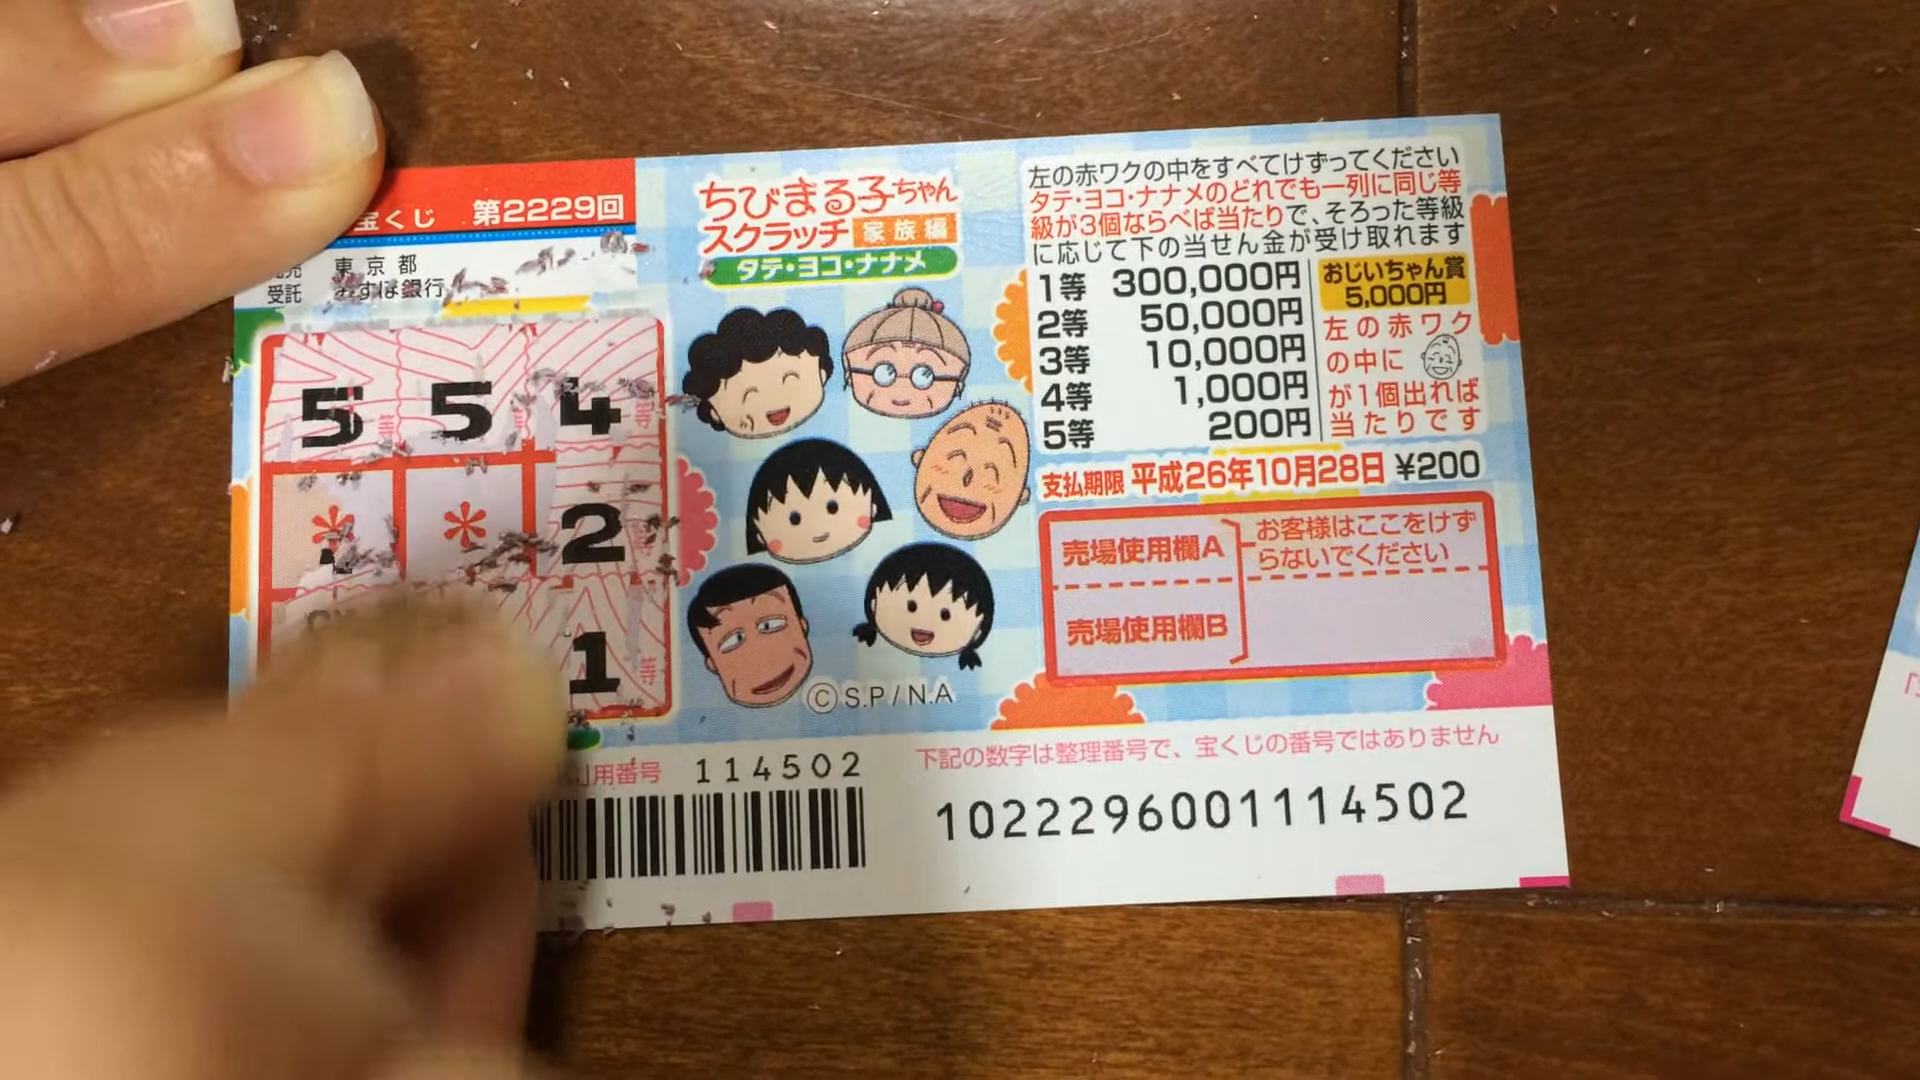 宝くじ 第2229回
東京都
受託 みずほ銀行
5等 5等 4等
2等
1等
ちびまる子ちゃん
スクラッチ 家族編
タテ・ヨコ・ナナメ
©S.P/N.A
左の赤ワクの中をすべてけずってください
タテ・ヨコ・ナナメのどれでも一列に同じ等
級が3個ならべば当たりで、そろった等級
に応じて下の当せん金が受け取れます
1等 300,000円
2等 50,000円
3等 10,000円
4等 1,000円
5等 200円
おじいちゃん賞
5,000円
左の赤ワク
の中に
が1個出れば
当たりです
支払期限 平成26年10月28日 ¥200
売場使用欄A
売場使用欄B
お客様はここをけず
らないでください
用番号 114502
下記の数字は整理番号で、宝くじの番号ではありません
1022296001114502